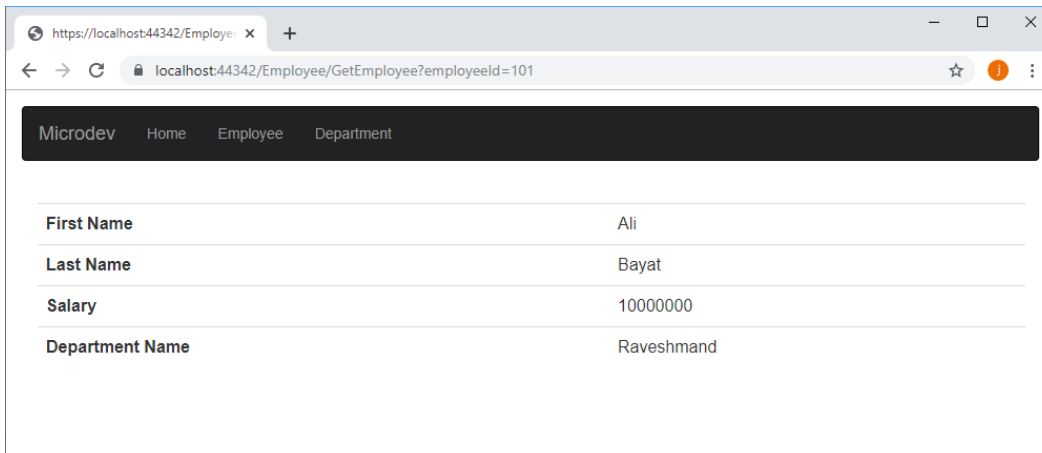 https://localhost:44342/Employe
localhost:44342/Employee/GetEmployee?employeeId=101
j
Microdev Home Employee Department
First Name Ali
Last Name Bayat
Salary 10000000
Department Name Raveshmand